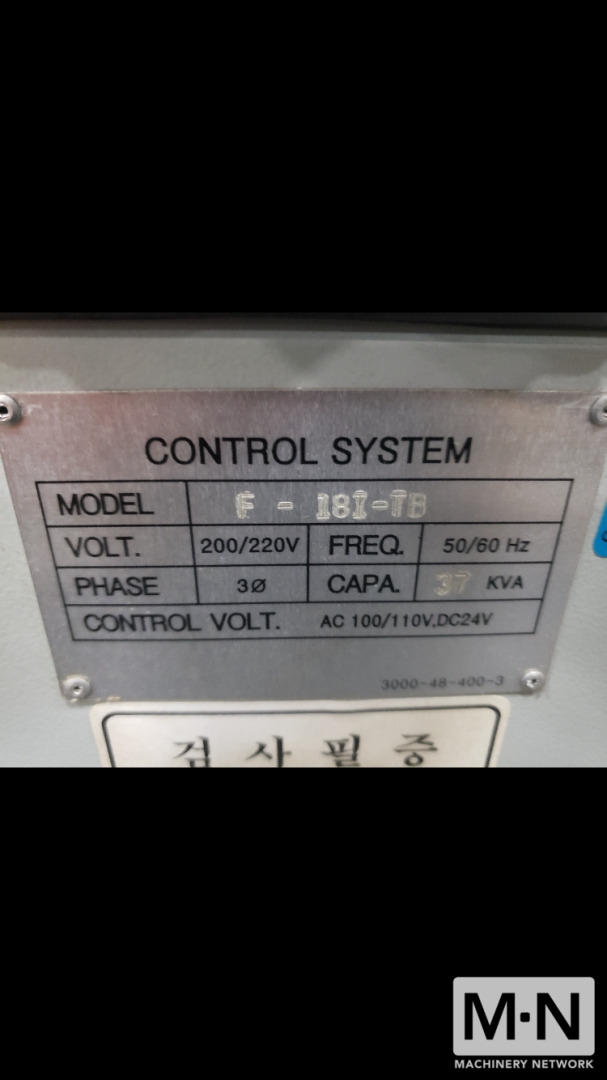 CONTROL SYSTEM
MODEL F - 18I-TB
VOLT. 200/220V FREQ. 50/60 Hz
PHASE 3Ø CAPA. 37 KVA
CONTROL VOLT. AC 100/110V,DC24V
3000-48-400-3
검사필증
M·N
MACHINERY NETWORK